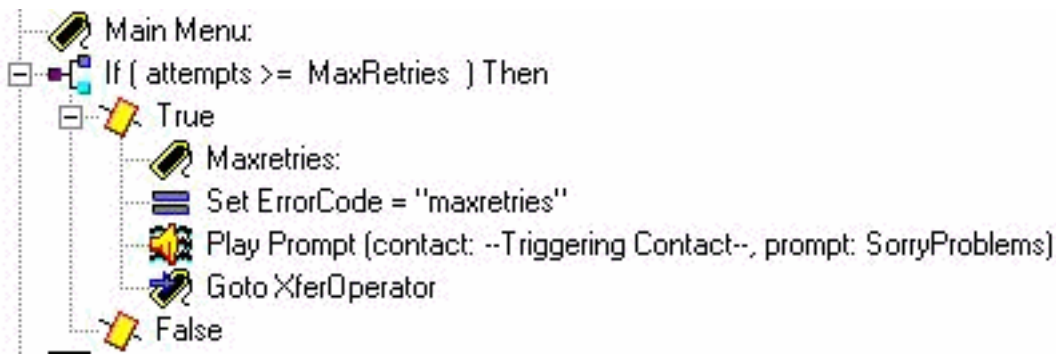 Main Menu:
If ( attempts >= MaxRetries ) Then
True
Maxretries:
Set ErrorCode = "maxretries"
Play Prompt (contact: --Triggering Contact--, prompt: SorryProblems)
Goto XferOperator
False